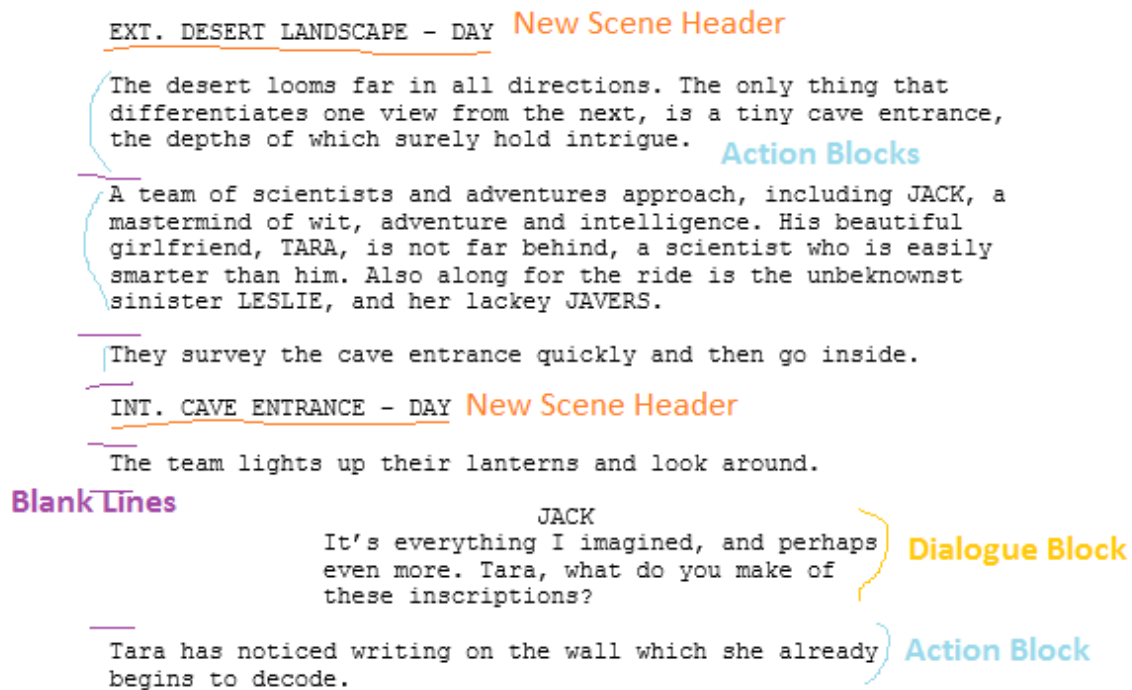 EXT. DESERT LANDSCAPE – DAY New Scene Header
The desert looms far in all directions. The only thing that
differentiates one view from the next, is a tiny cave entrance,
the depths of which surely hold intrigue.
Action Blocks
A team of scientists and adventures approach, including JACK, a
mastermind of wit, adventure and intelligence. His beautiful
girlfriend, TARA, is not far behind, a scientist who is easily
smarter than him. Also along for the ride is the unbeknownst
sinister LESLIE, and her lackey JAVERS.
They survey the cave entrance quickly and then go inside.
INT. CAVE ENTRANCE – DAY New Scene Header
The team lights up their lanterns and look around.
Blank Lines
JACK
It’s everything I imagined, and perhaps
even more. Tara, what do you make of
these inscriptions?
Dialogue Block
Tara has noticed writing on the wall which she already
begins to decode.
Action Block